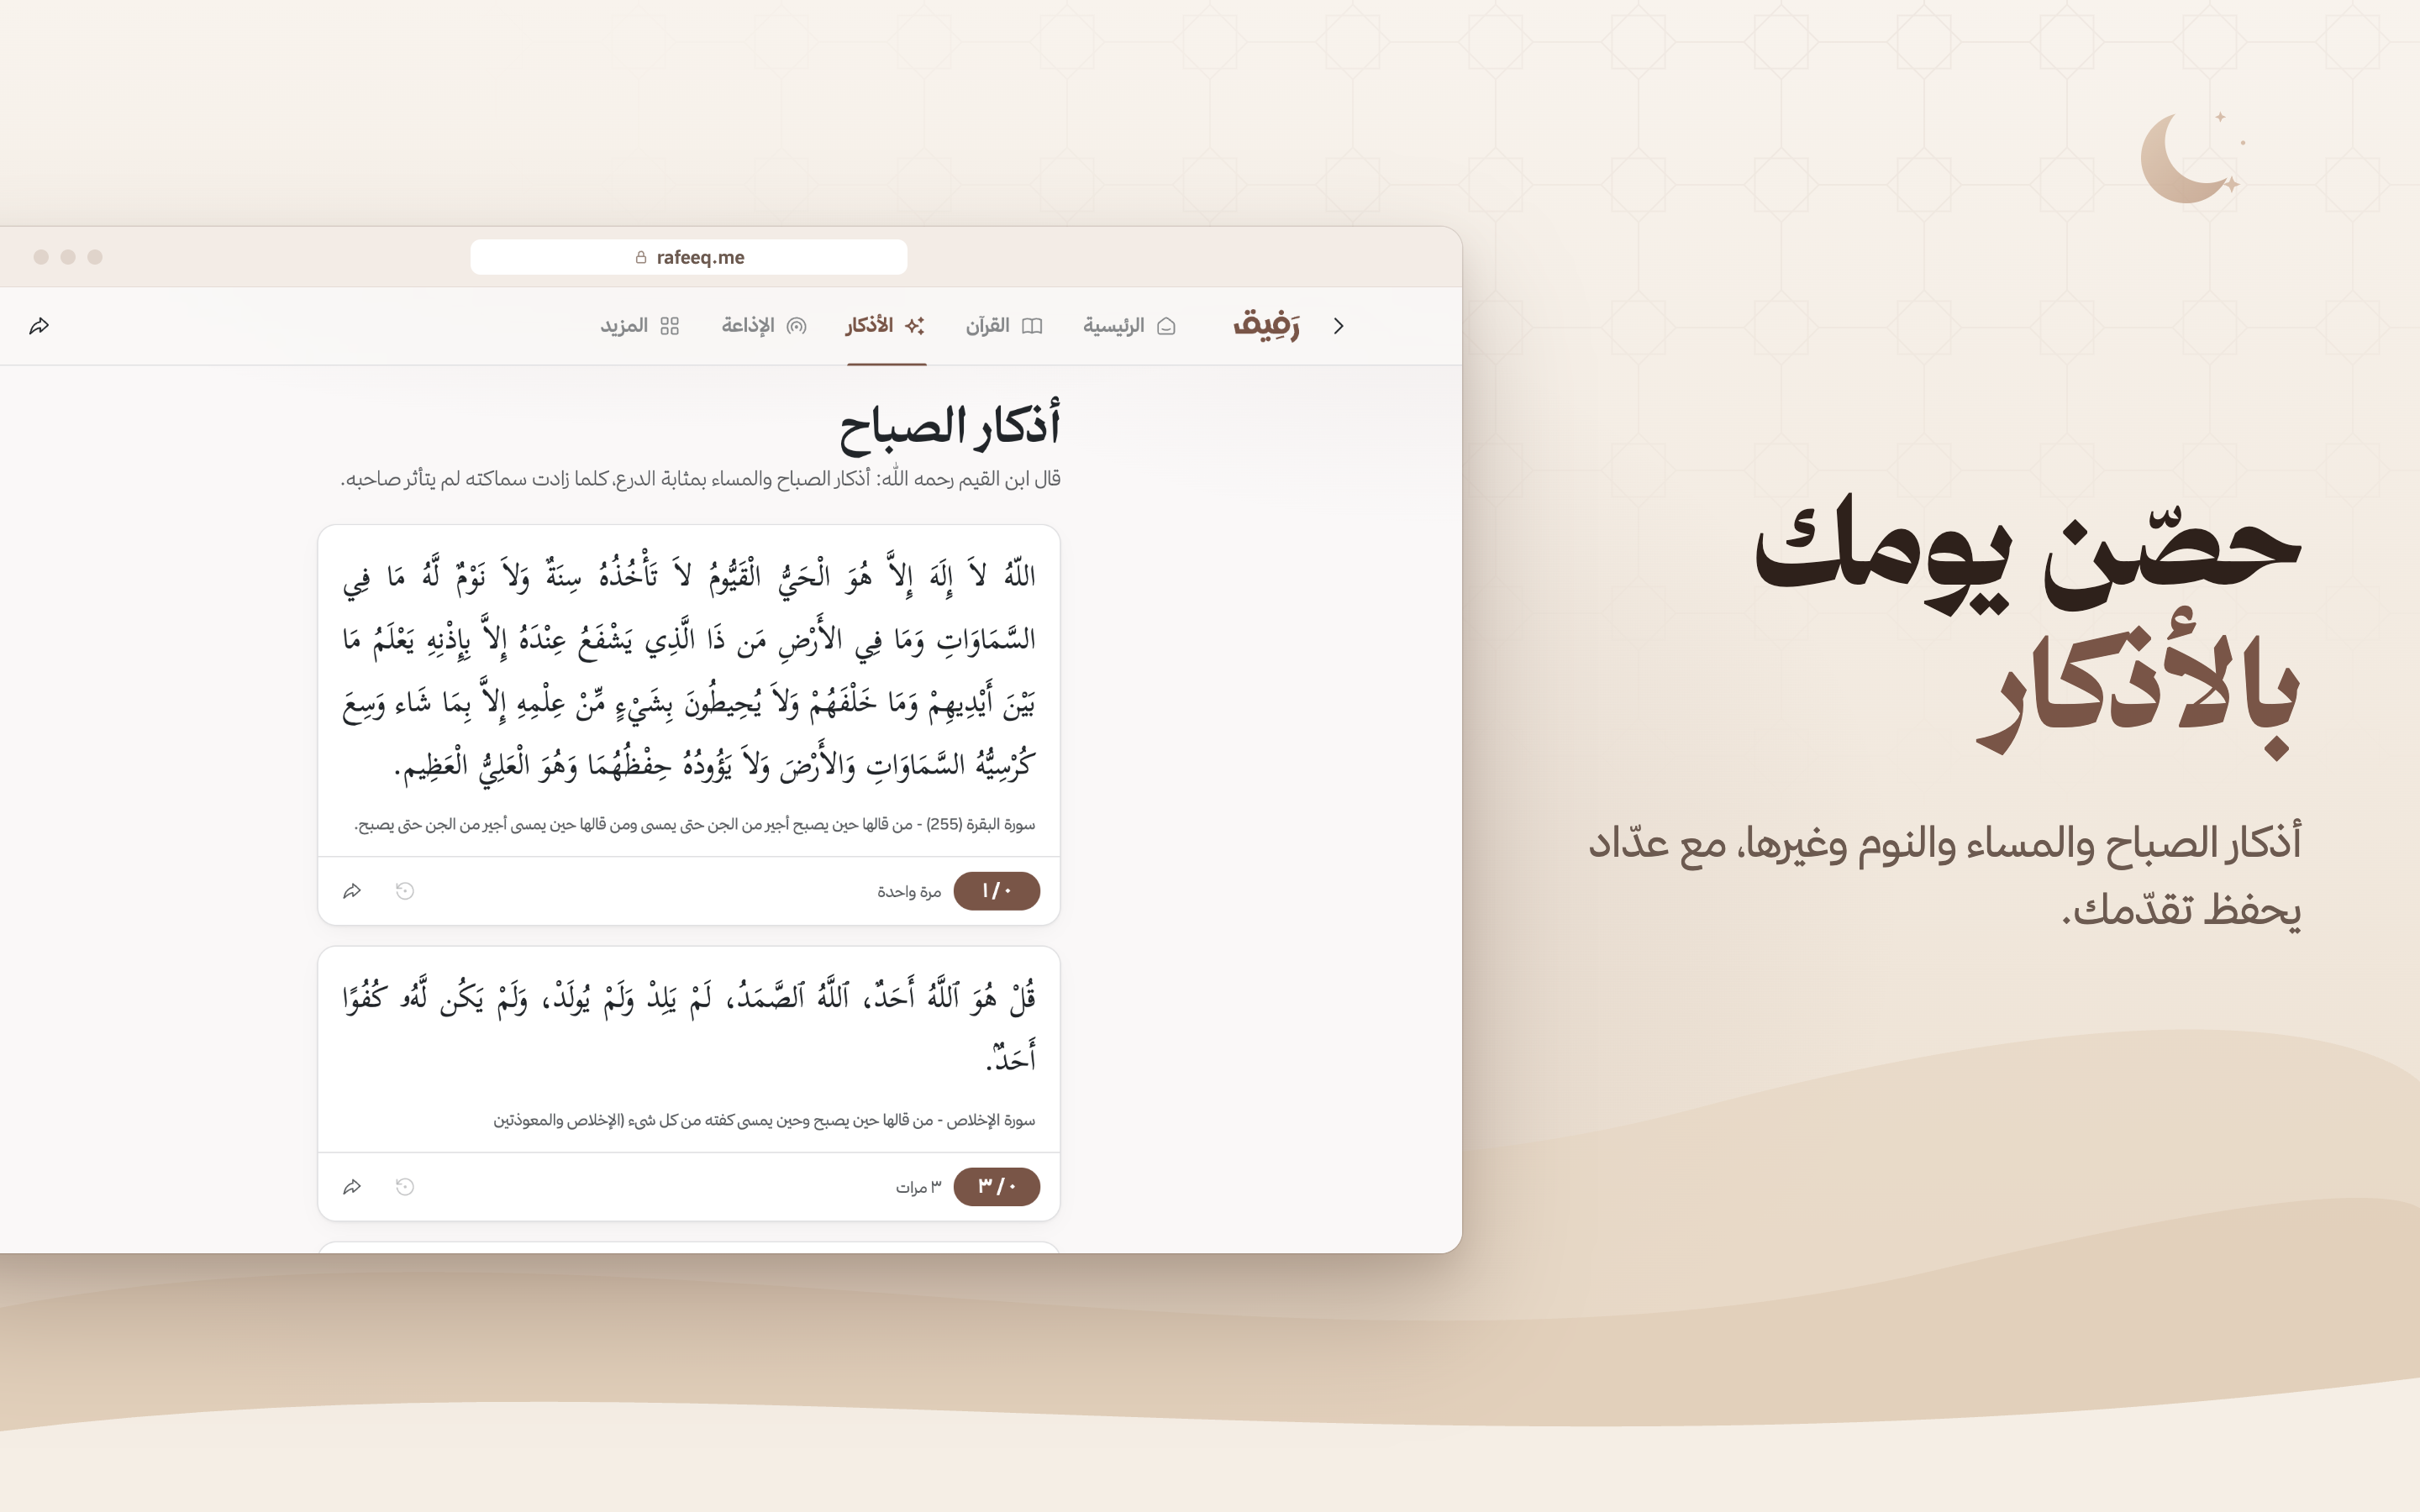 حصّن يومك
بالأذكار
أذكار الصباح والمساء والنوم وغيرها، مع عدّاد
يحفظ تقدّمك.
rafeeq.me
رَفِيق
الرئيسية
القرآن
الأذكار
الإذاعة
المزيد
أذكار الصباح
قال ابن القيم رحمه الله: أذكار الصباح والمساء بمثابة الدرع، كلما زادت سماكته لم يتأثر صاحبه.
اللّهُ لاَ إِلَهَ إِلاَّ هُوَ الْحَيُّ الْقَيُّومُ لاَ تَأْخُذُهُ سِنَةٌ وَلاَ نَوْمٌ لَّهُ مَا فِي
السَّمَاوَاتِ وَمَا فِي الأَرْضِ مَن ذَا الَّذِي يَشْفَعُ عِنْدَهُ إِلاَّ بِإِذْنِهِ يَعْلَمُ مَا
بَيْنَ أَيْدِيهِمْ وَمَا خَلْفَهُمْ وَلاَ يُحِيطُونَ بِشَيْءٍ مِّنْ عِلْمِهِ إِلاَّ بِمَا شَاء وَسِعَ
كُرْسِيُّهُ السَّمَاوَاتِ وَالأَرْضَ وَلاَ يَؤُودُهُ حِفْظُهُمَا وَهُوَ الْعَلِيُّ الْعَظِيم.
سورة البقرة (255) - من قالها حين يصبح أجير من الجن حتى يمسى ومن قالها حين يمسى أجير من الجن حتى يصبح.
٠ / ١
مرة واحدة
قُلْ هُوَ ٱللَّهُ أَحَدٌ، ٱللَّهُ ٱلصَّمَدُ، لَمْ يَلِدْ وَلَمْ يُولَدْ، وَلَمْ يَكُن لَّهُۥ كُفُوًا
أَحَدٌۢ.
سورة الإخلاص - من قالها حين يصبح وحين يمسى كفته من كل شىء (الإخلاص والمعوذتين
٠ / ٣
٣ مرات